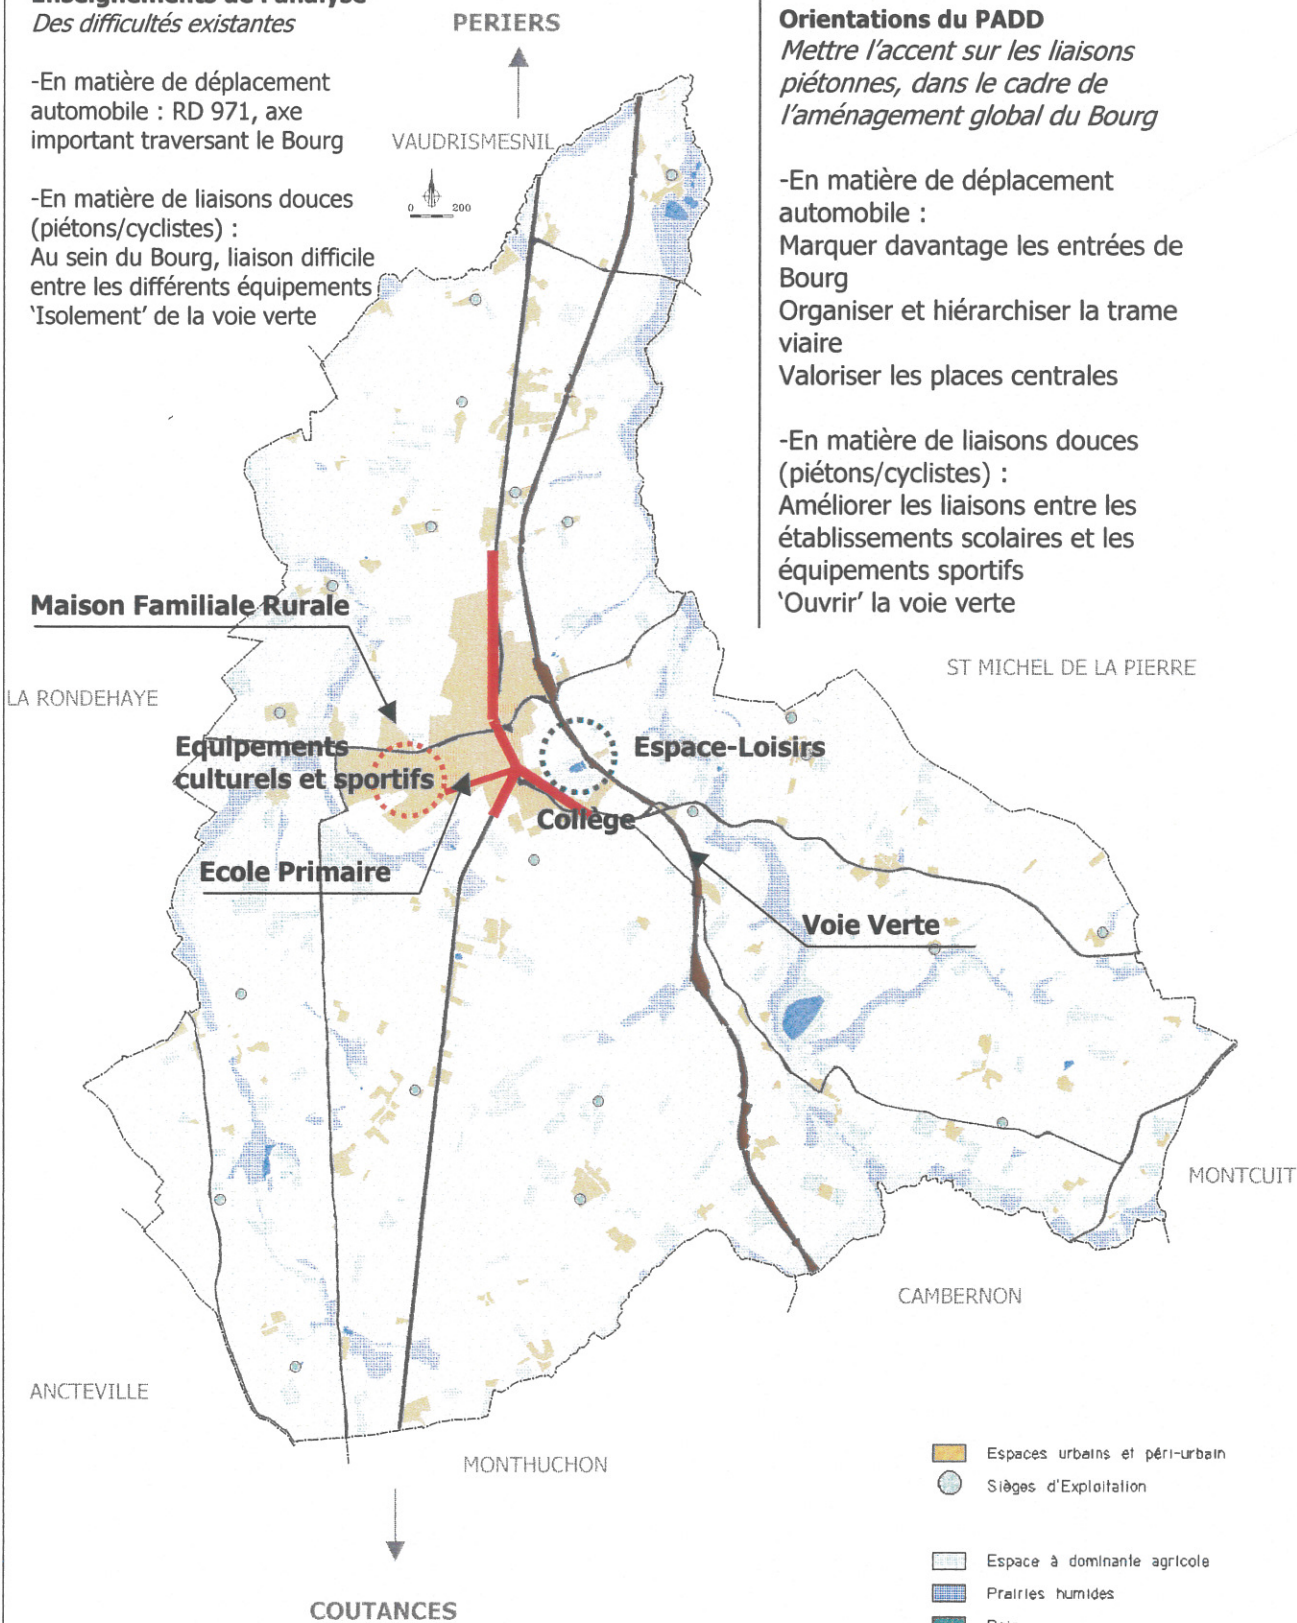 Enseignements de l'analyse
Des difficultés existantes
-En matière de déplacement
automobile : RD 971, axe
important traversant le Bourg
-En matière de liaisons douces
(piétons/cyclistes) :
Au sein du Bourg, liaison difficile
entre les différents équipements
'Isolement' de la voie verte
PERIERS
VAUDRISMESNIL
0 200
Orientations du PADD
Mettre l'accent sur les liaisons
piétonnes, dans le cadre de
l'aménagement global du Bourg
-En matière de déplacement
automobile :
Marquer davantage les entrées de
Bourg
Organiser et hiérarchiser la trame
viaire
Valoriser les places centrales
-En matière de liaisons douces
(piétons/cyclistes) :
Améliorer les liaisons entre les
établissements scolaires et les
équipements sportifs
'Ouvrir' la voie verte
Maison Familiale Rurale
ST MICHEL DE LA PIERRE
LA RONDEHAYE
Equipements
culturels et sportifs
Espace-Loisirs
Collège
Ecole Primaire
Voie Verte
MONTCUIT
CAMBERNON
ANCTEVILLE
MONTHUCHON
COUTANCES
Espaces urbains et péri-urbain
Sièges d'Exploitation
Espace à dominante agricole
Prairies humides